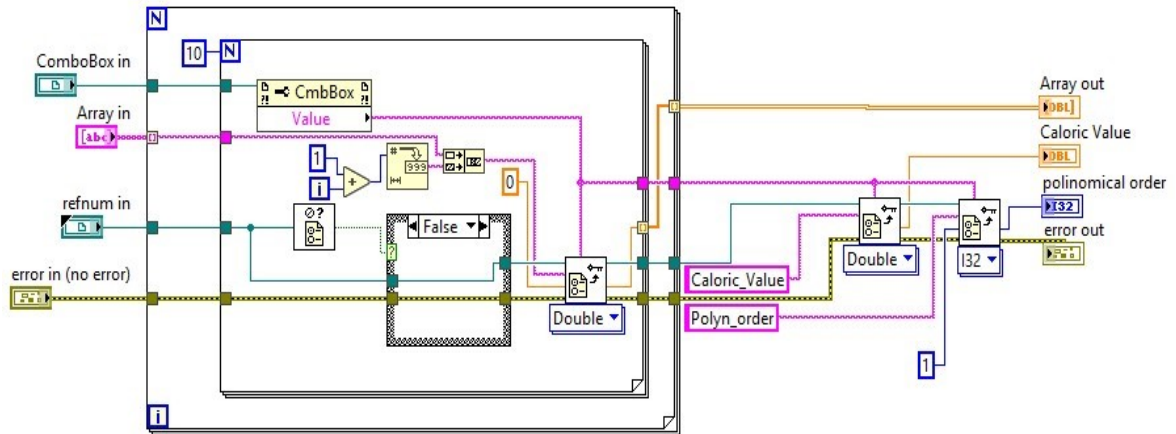 N
10
N
ComboBox in
CmbBox
Value
Array in
[abc]
1
i
+
#
999
0
refnum in
?
False
?
error in (no error)
Double
i
Caloric_Value
Polyn_order
Double
I32
1
Array out
DBL]
Caloric Value
DBL
polinomical order
I32
error out